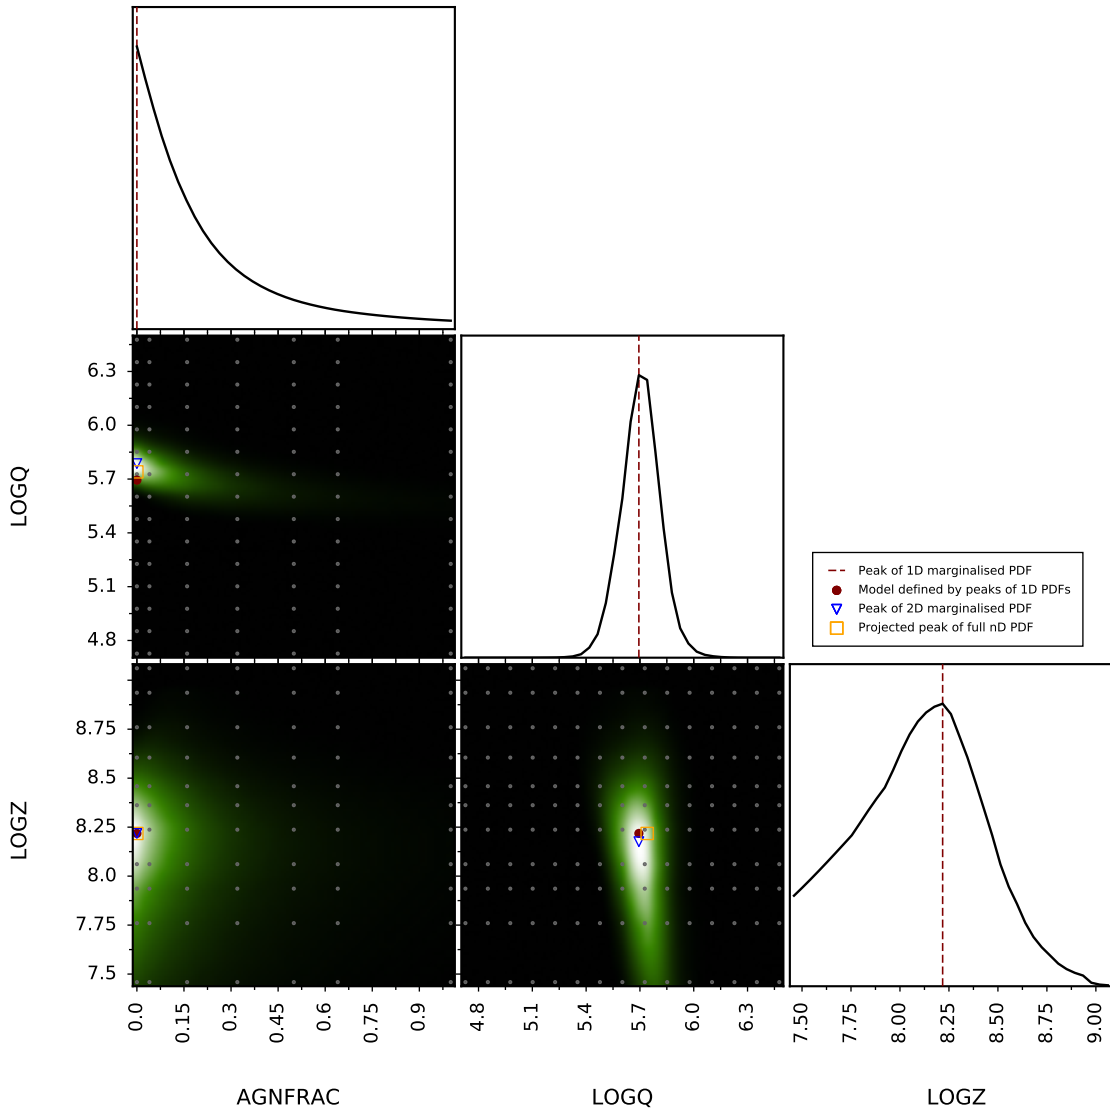 LOGQ
6.3
6.0
5.7
5.4
5.1
4.8
Peak of 1D marginalised PDF
Model defined by peaks of 1D PDFs
Peak of 2D marginalised PDF
Projected peak of full nD PDF
LOGZ
8.75
8.5
8.25
8.0
7.75
7.5
0.0 0.15 0.3 0.45 0.6 0.75 0.9
4.8 5.1 5.4 5.7 6.0 6.3
7.50 7.75 8.00 8.25 8.50 8.75 9.00
AGNFRAC LOGQ LOGZ